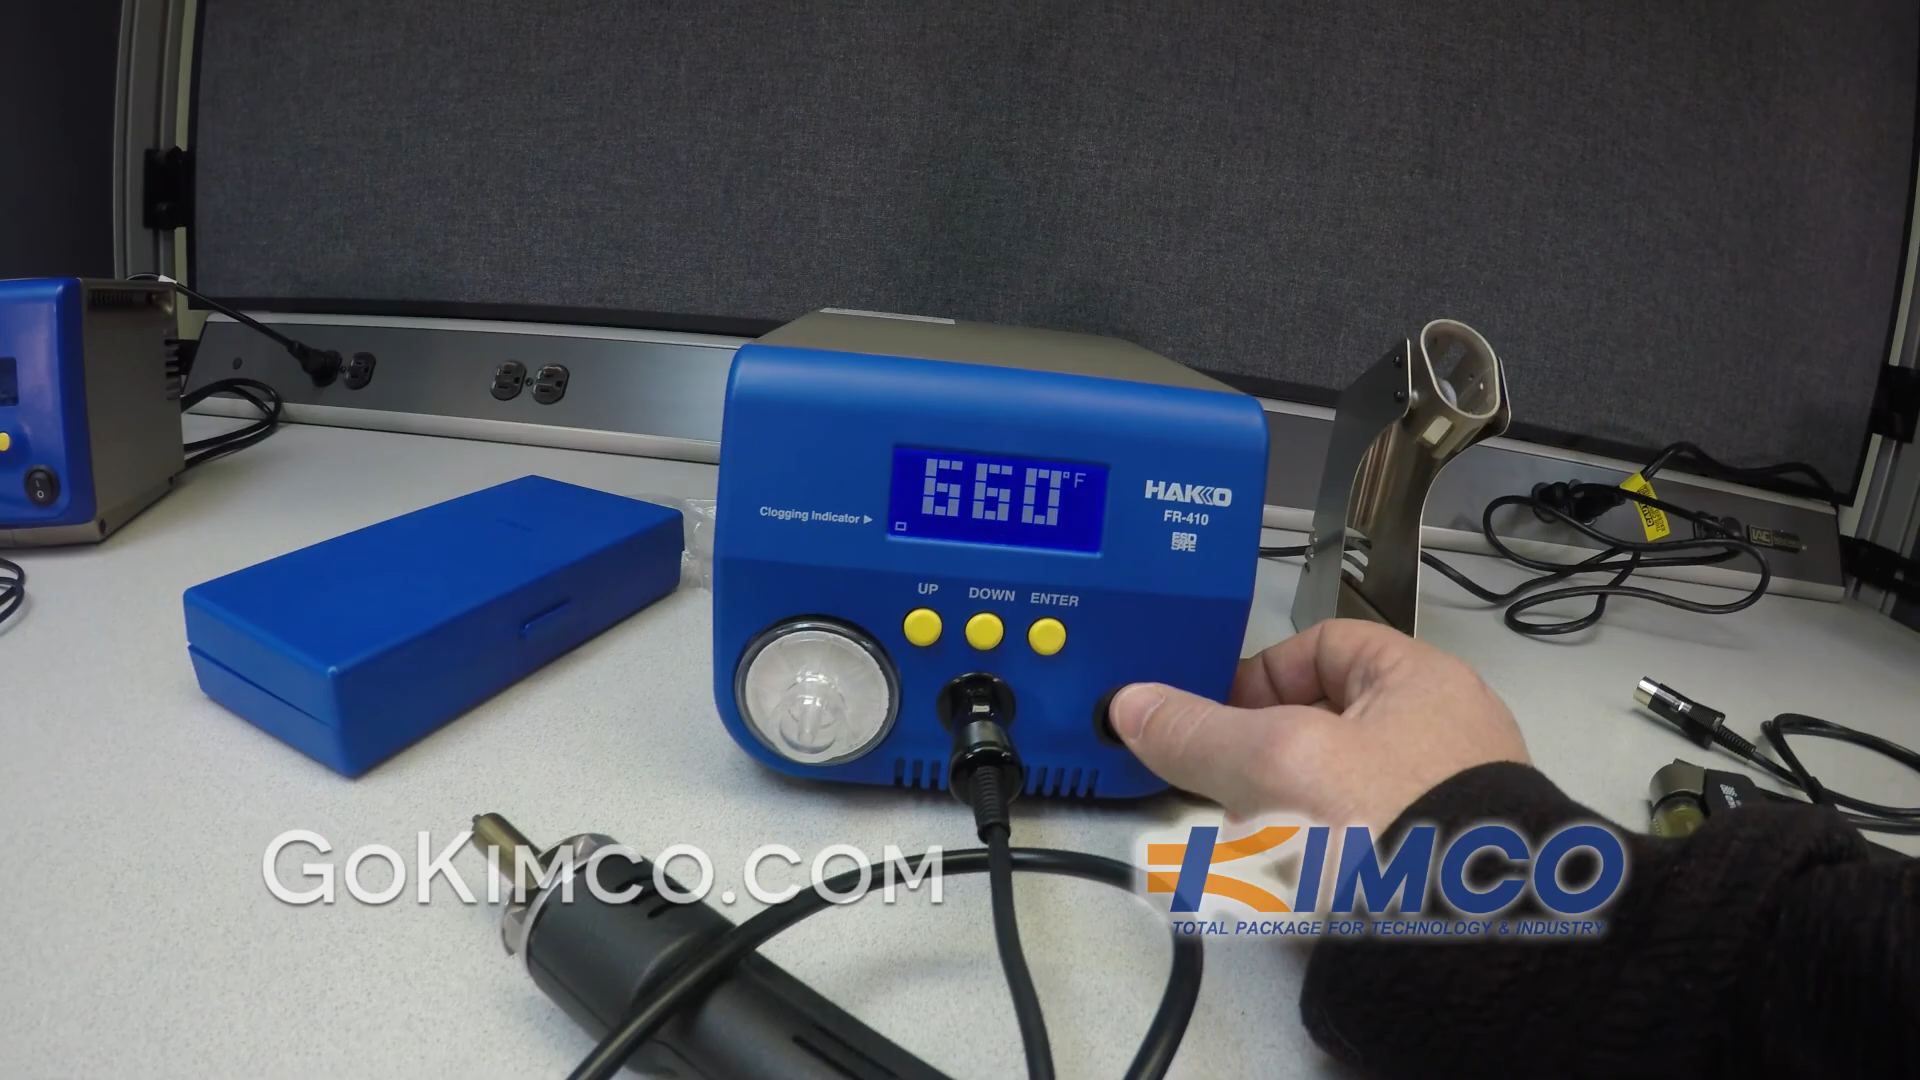 660°F
Clogging Indicator
HAKKO
FR-410
ESD
SAFE
UP DOWN ENTER
GoKimco.com
KIMCO
TOTAL PACKAGE FOR TECHNOLOGY & INDUSTRY